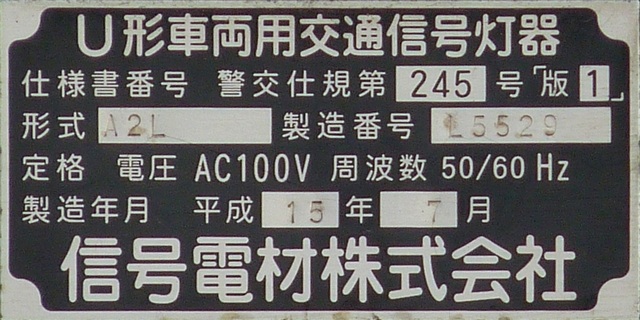 U形車両用交通信号灯器
仕様書番号 警交仕規第 245 号「版 1」
形式 A2L 製造番号 L5529
定格 電圧 AC100V 周波数 50/60 Hz
製造年月 平成 15 年 7 月
信号電材株式会社